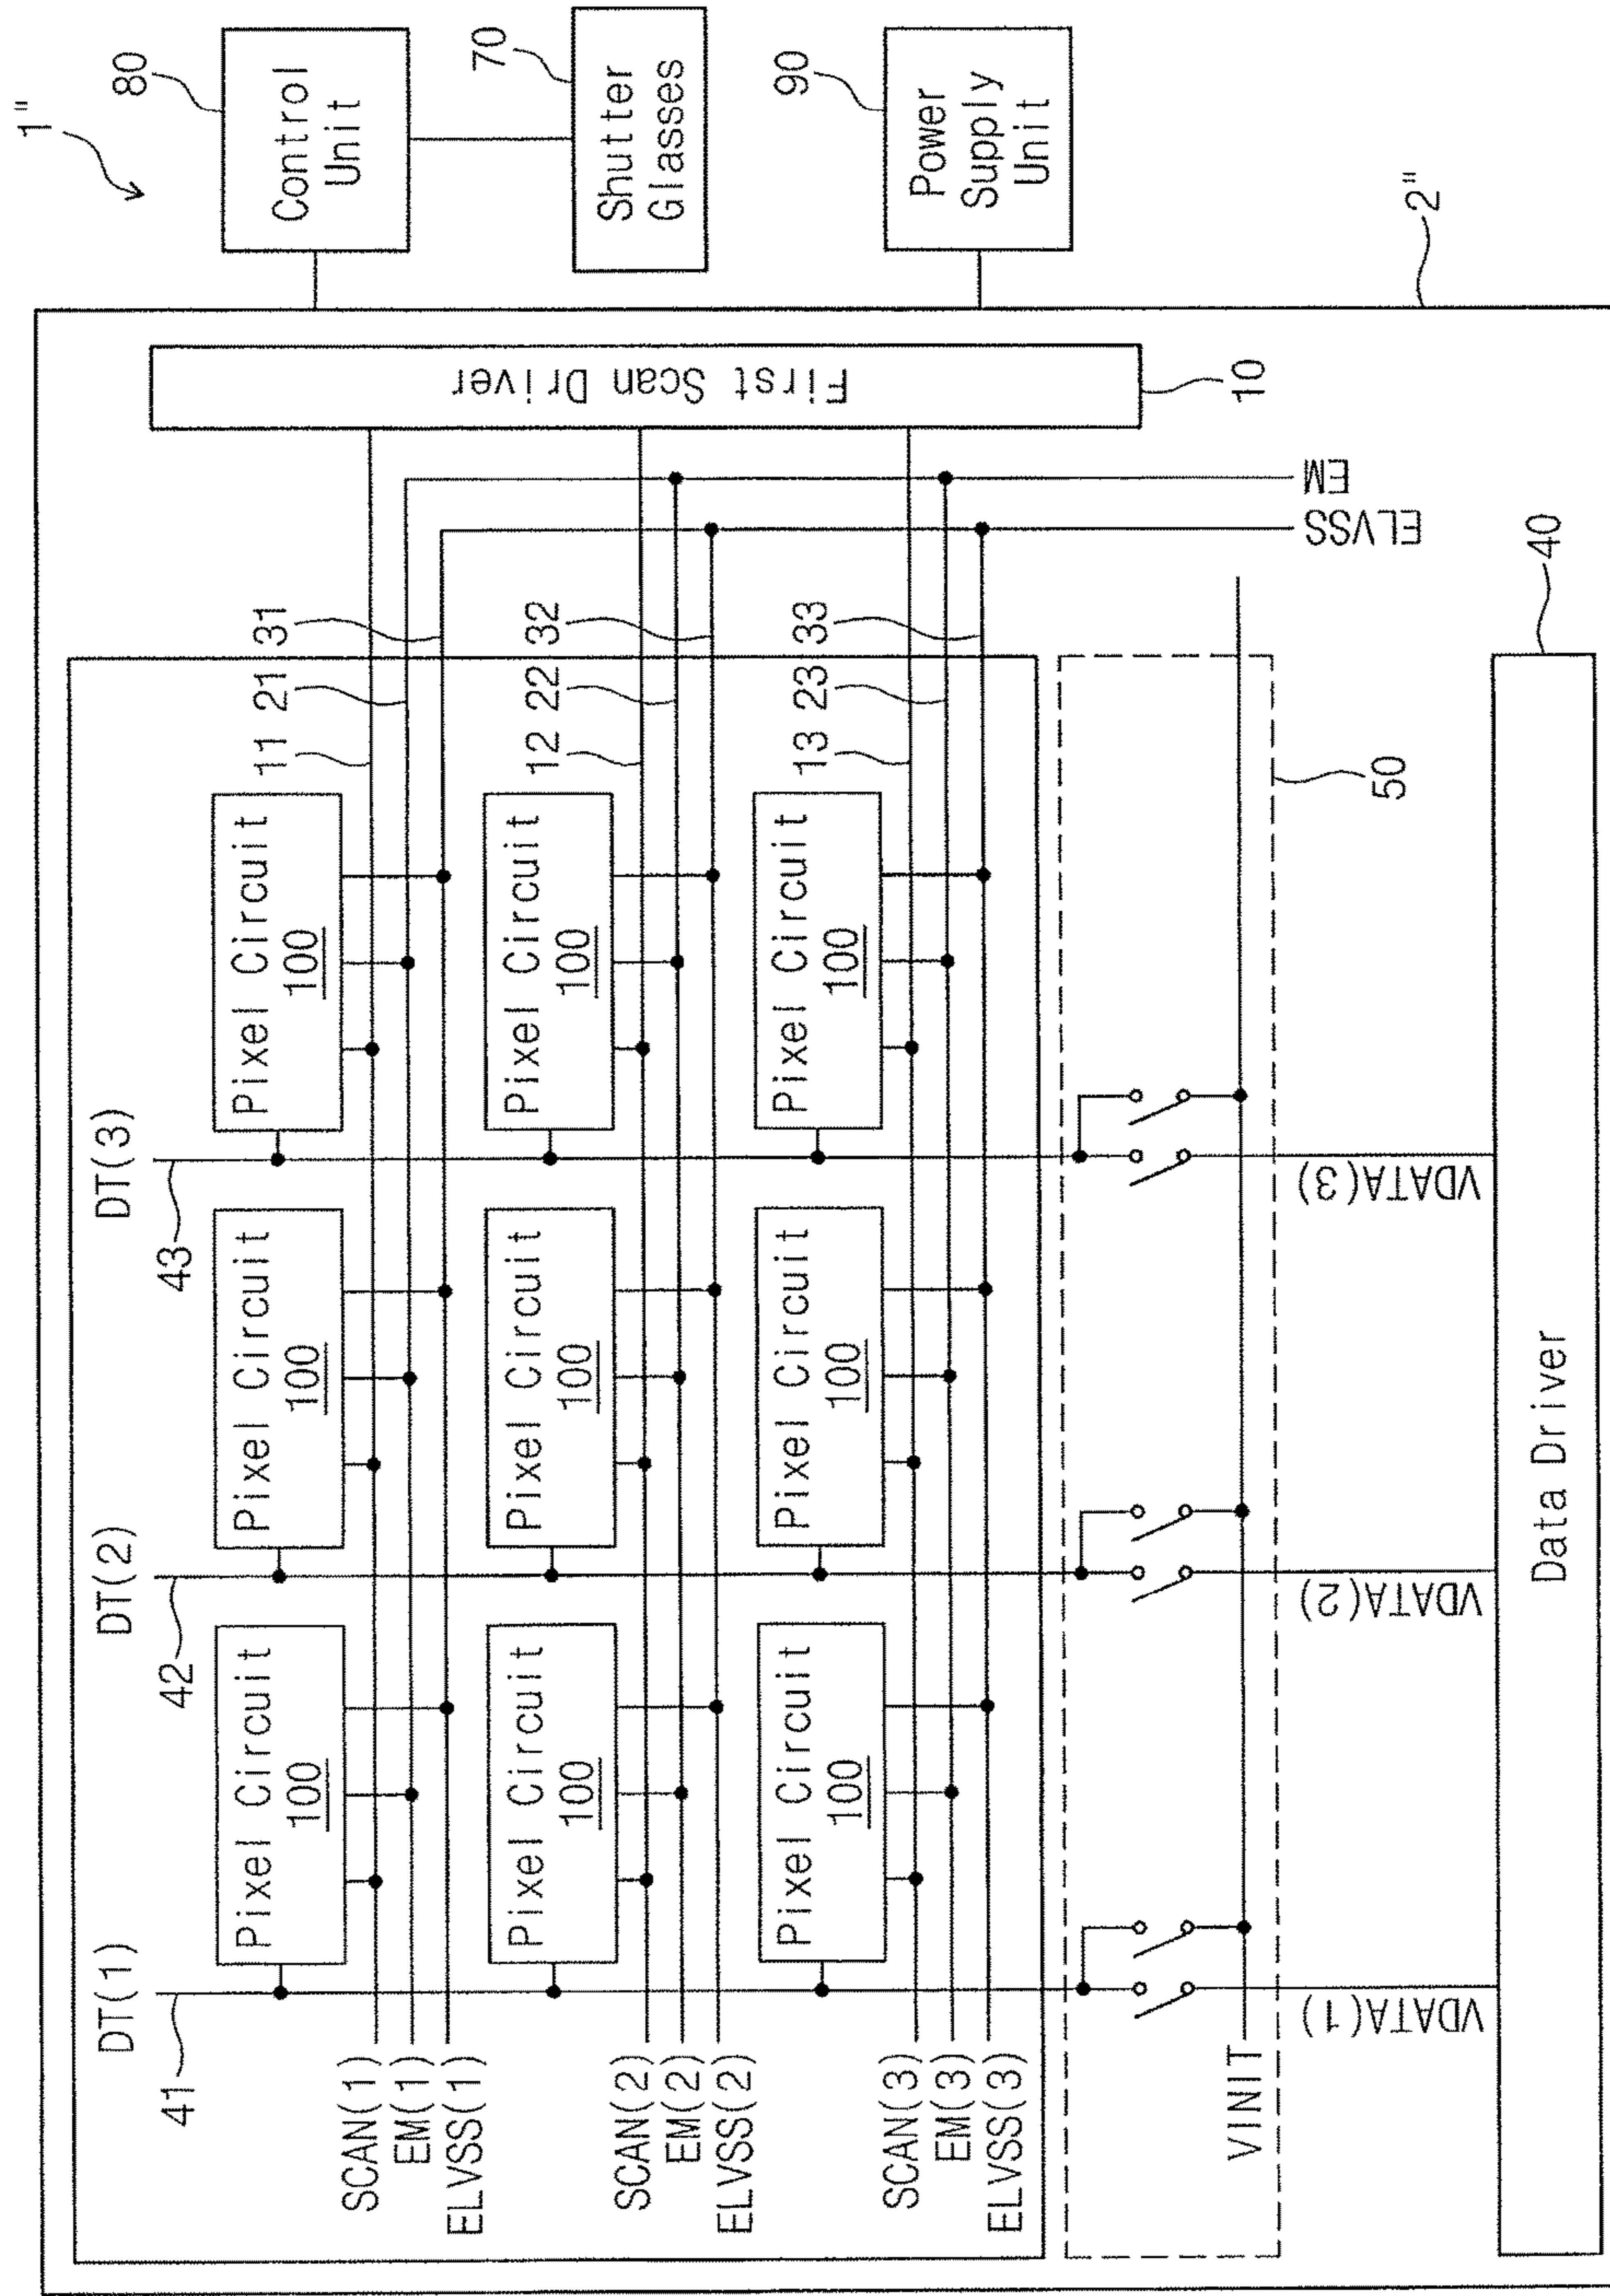 1"
80
Control
Unit
70
Shutter
Glasses
90
Power
Supply
Unit
2"
First Scan Driver
10
EM
ELVSS
DT(1)
41
DT(2)
42
DT(3)
43
Pixel Circuit
100
Pixel Circuit
100
Pixel Circuit
100
11
21
31
SCAN(1)
EM(1)
ELVSS(1)
Pixel Circuit
100
Pixel Circuit
100
Pixel Circuit
100
12
22
32
SCAN(2)
EM(2)
ELVSS(2)
Pixel Circuit
100
Pixel Circuit
100
Pixel Circuit
100
13
23
33
SCAN(3)
EM(3)
ELVSS(3)
VINIT
50
VDATA(1)
VDATA(2)
VDATA(3)
40
Data Driver